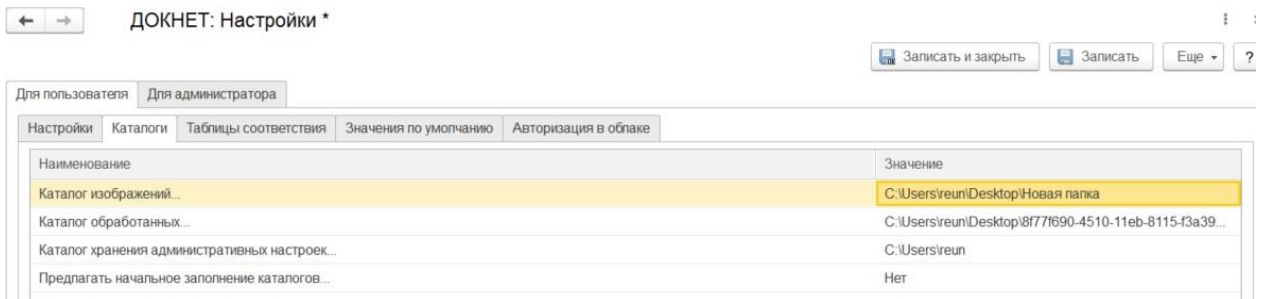 ДОКНЕТ: Настройки *
Записать и закрыть Записать Еще ?
Для пользователя Для администратора
Настройки Каталоги Таблицы соответствия Значения по умолчанию Авторизация в облаке
Наименование Значение
Каталог изображений... C:\Users\reun\Desktop\Новая папка
Каталог обработанных... C:\Users\reun\Desktop\8f77f690-4510-11eb-8115-f3a39...
Каталог хранения административных настроек... C:\Users\reun
Предлагать начальное заполнение каталогов... Нет